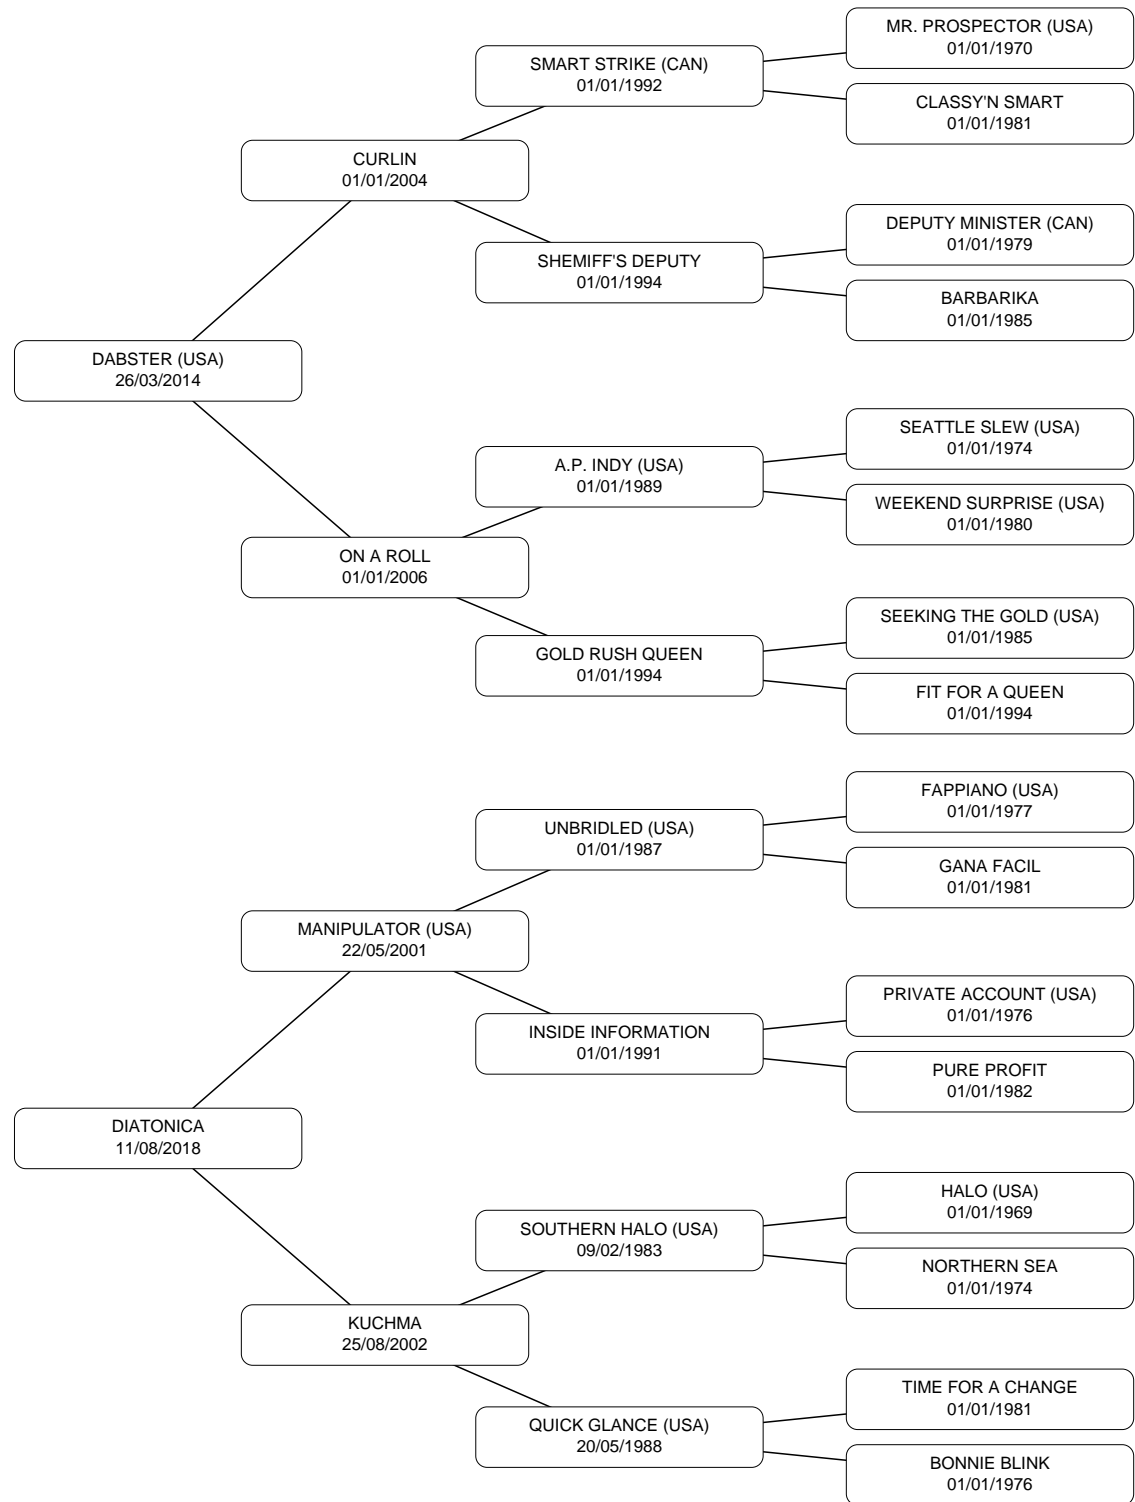 MR. PROSPECTOR (USA)
01/01/1970
SMART STRIKE (CAN)
01/01/1992
CLASSY'N SMART
01/01/1981
CURLIN
01/01/2004
DEPUTY MINISTER (CAN)
01/01/1979
SHEMIFF'S DEPUTY
01/01/1994
BARBARIKA
01/01/1985
DABSTER (USA)
26/03/2014
SEATTLE SLEW (USA)
01/01/1974
A.P. INDY (USA)
01/01/1989
WEEKEND SURPRISE (USA)
01/01/1980
ON A ROLL
01/01/2006
SEEKING THE GOLD (USA)
01/01/1985
GOLD RUSH QUEEN
01/01/1994
FIT FOR A QUEEN
01/01/1994
FAPPIANO (USA)
01/01/1977
UNBRIDLED (USA)
01/01/1987
GANA FACIL
01/01/1981
MANIPULATOR (USA)
22/05/2001
PRIVATE ACCOUNT (USA)
01/01/1976
INSIDE INFORMATION
01/01/1991
PURE PROFIT
01/01/1982
DIATONICA
11/08/2018
HALO (USA)
01/01/1969
SOUTHERN HALO (USA)
09/02/1983
NORTHERN SEA
01/01/1974
KUCHMA
25/08/2002
TIME FOR A CHANGE
01/01/1981
QUICK GLANCE (USA)
20/05/1988
BONNIE BLINK
01/01/1976